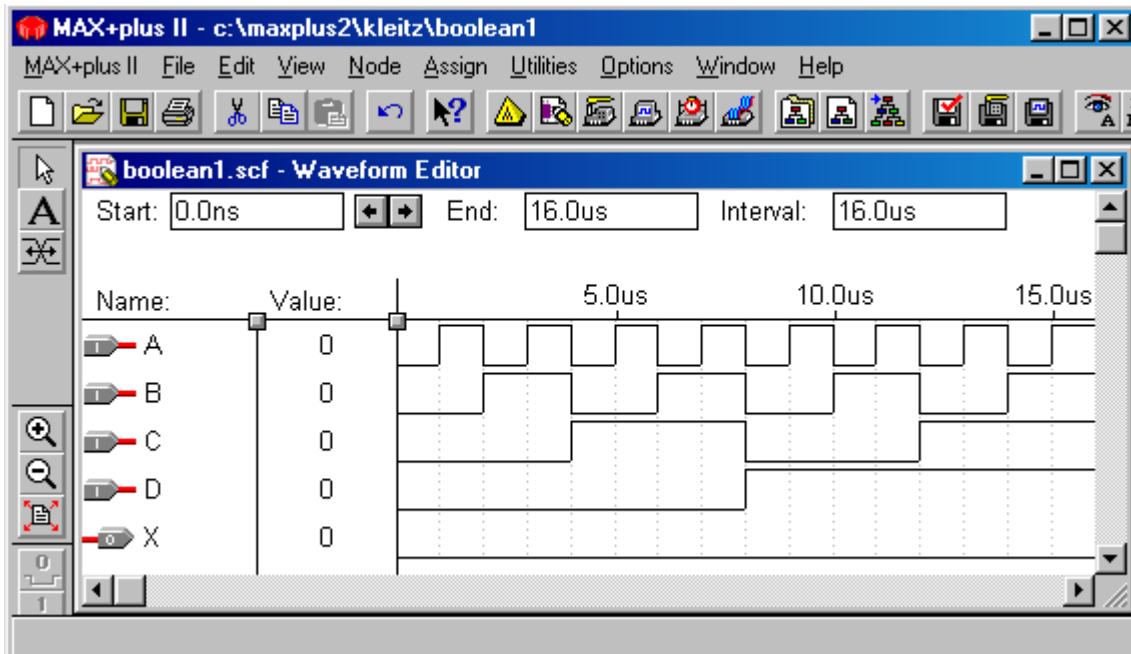 MAX+plus II - c:\maxplus2\kleitz\boolean1
MAX+plus II File Edit View Node Assign Utilities Options Window Help
boolean1.scf - Waveform Editor
Start: 0.0ns End: 16.0us Interval: 16.0us
Name: Value: 5.0us 10.0us 15.0us
A 0
B 0
C 0
D 0
X 0
A
0
1